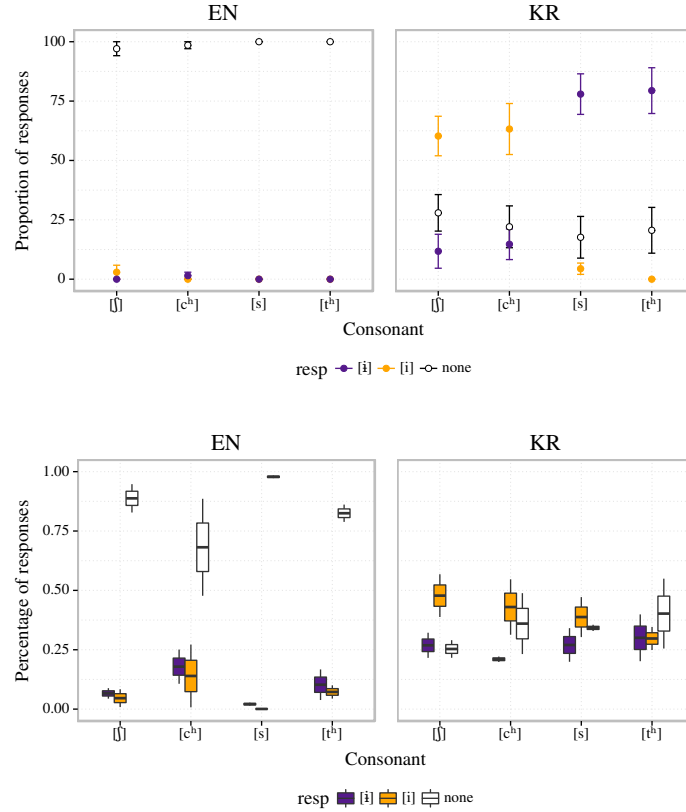 EN KR
Proportion of responses
100
75
50
25
0
[ʃ] [cʰ] [s] [tʰ] [ʃ] [cʰ] [s] [tʰ]
Consonant
resp [ɨ] [i] none
EN KR
Percentage of responses
1.00
0.75
0.50
0.25
0.00
[ʃ] [cʰ] [s] [tʰ] [ʃ] [cʰ] [s] [tʰ]
Consonant
resp [ɨ] [i] none